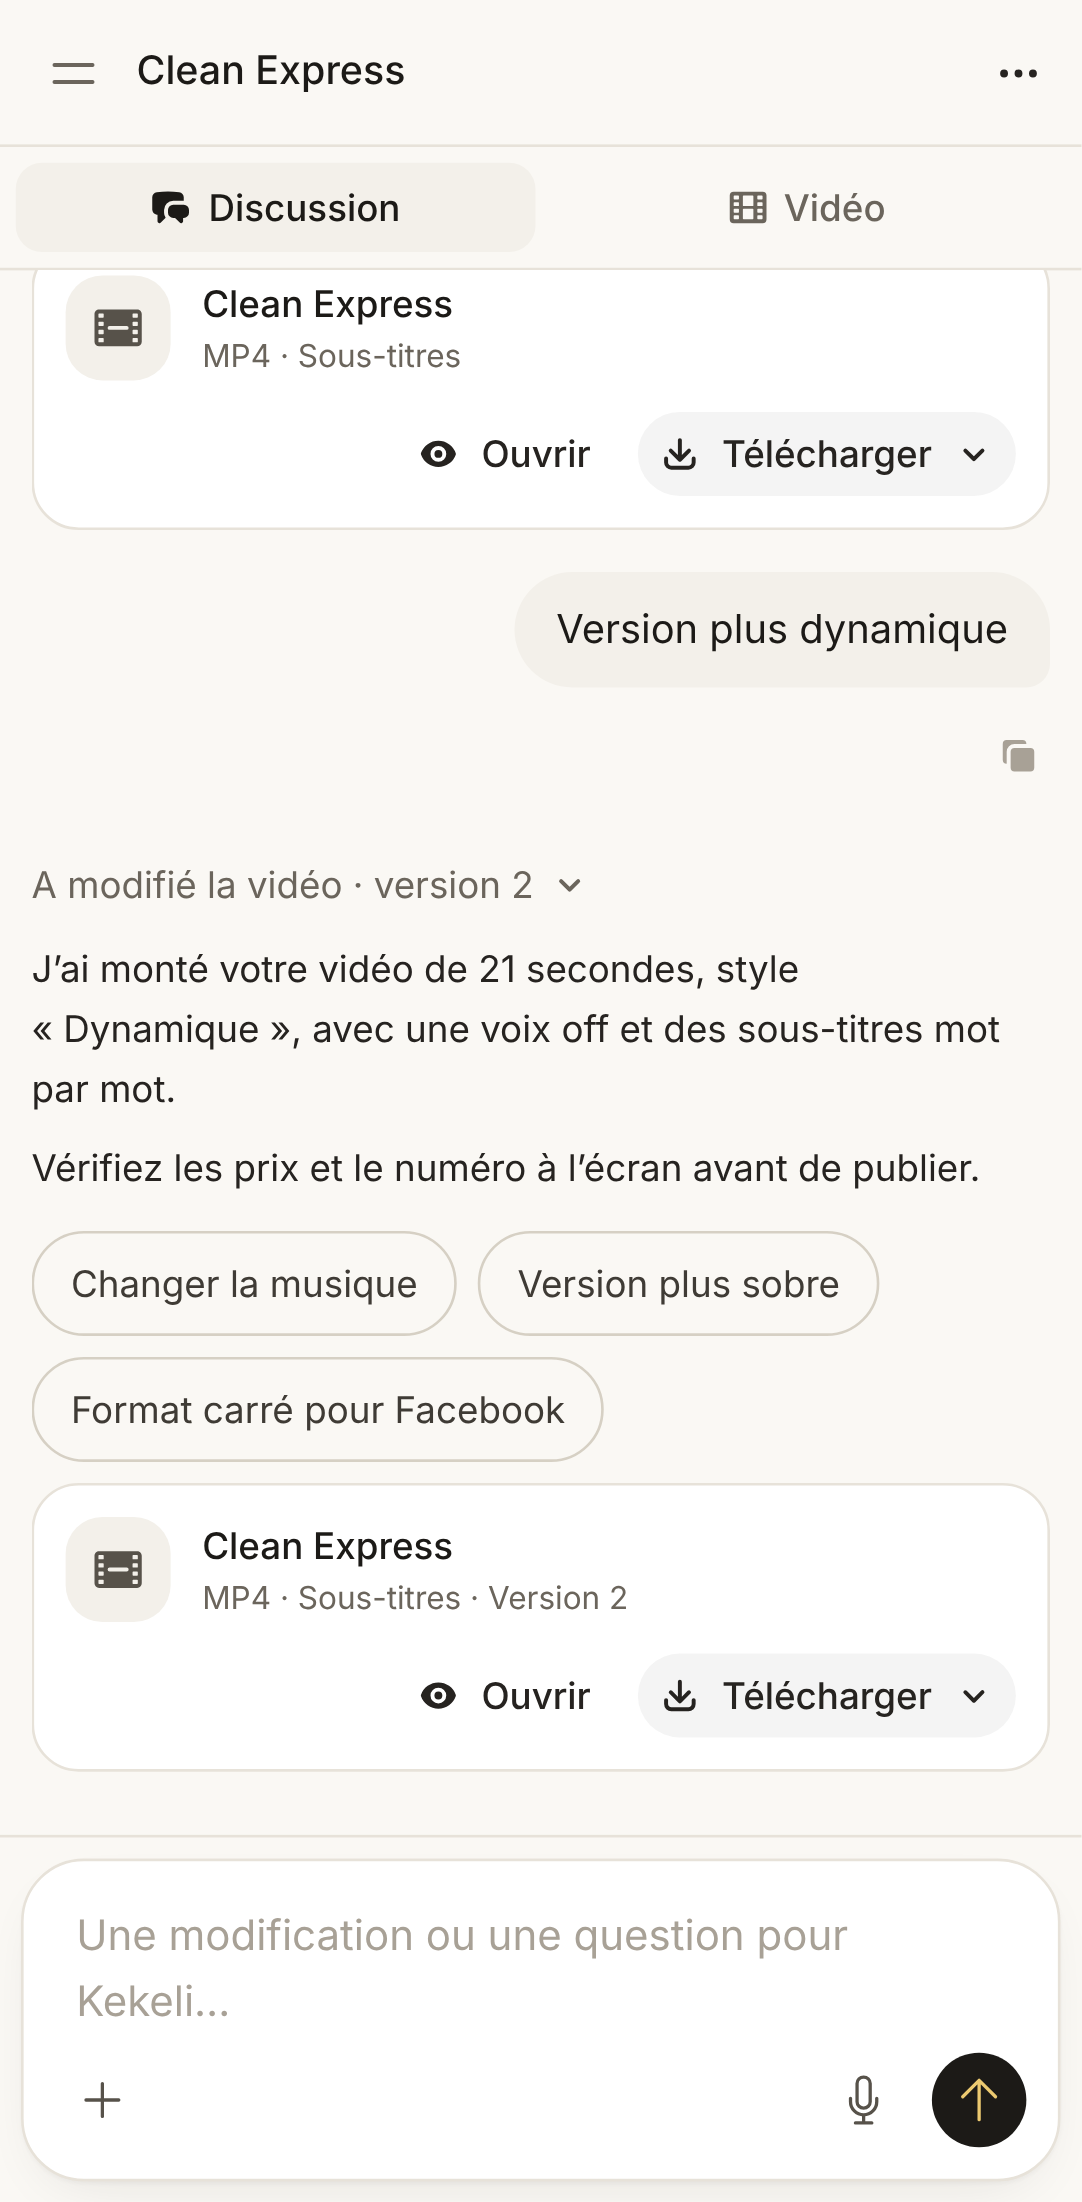 Clean Express
Discussion
Vidéo
Clean Express
MP4 · Sous-titres
Ouvrir
Télécharger
Version plus dynamique
A modifié la vidéo · version 2
J’ai monté votre vidéo de 21 secondes, style
« Dynamique », avec une voix off et des sous-titres mot
par mot.
Vérifiez les prix et le numéro à l’écran avant de publier.
Changer la musique
Version plus sobre
Format carré pour Facebook
Clean Express
MP4 · Sous-titres · Version 2
Ouvrir
Télécharger
Une modification ou une question pour
Kekeli...